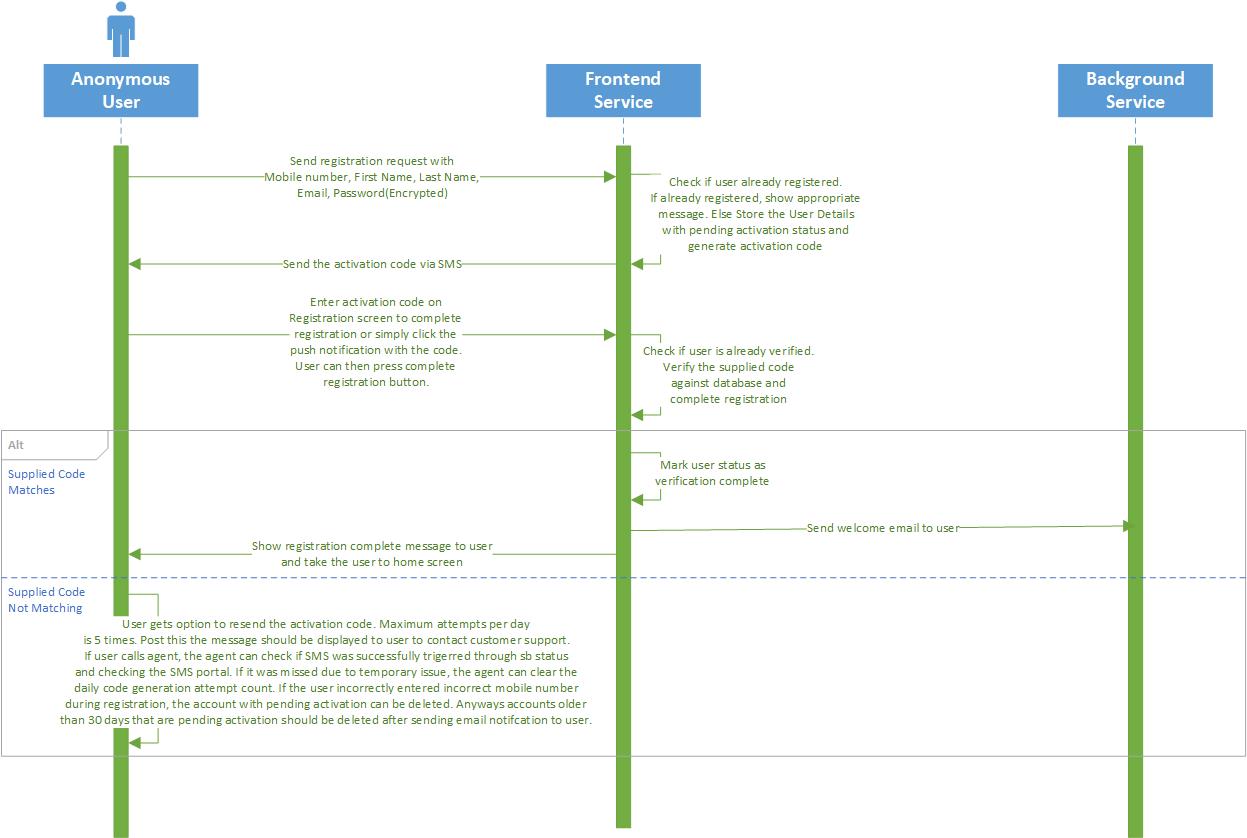 Anonymous
User
Frontend
Service
Background
Service
Send registration request with
Mobile number, First Name, Last Name,
Email, Password(Encrypted)
Check if user already registered.
If already registered, show appropriate
message. Else Store the User Details
with pending activation status and
generate activation code
Send the activation code via SMS
Enter activation code on
Registration screen to complete
registration or simply click the
push notification with the code.
User can then press complete
registration button.
Check if user is already verified.
Verify the supplied code
against database and
complete registration
Alt
Supplied Code
Matches
Mark user status as
verification complete
Send welcome email to user
Show registration complete message to user
and take the user to home screen
Supplied Code
Not Matching
User gets option to resend the activation code. Maximum attempts per day
is 5 times. Post this the message should be displayed to user to contact customer support.
If user calls agent, the agent can check if SMS was successfully trigerred through sb status
and checking the SMS portal. If it was missed due to temporary issue, the agent can clear the
daily code generation attempt count. If the user incorrectly entered incorrect mobile number
during registration, the account with pending activation can be deleted. Anyways accounts older
than 30 days that are pending activation should be deleted after sending email notifcation to user.